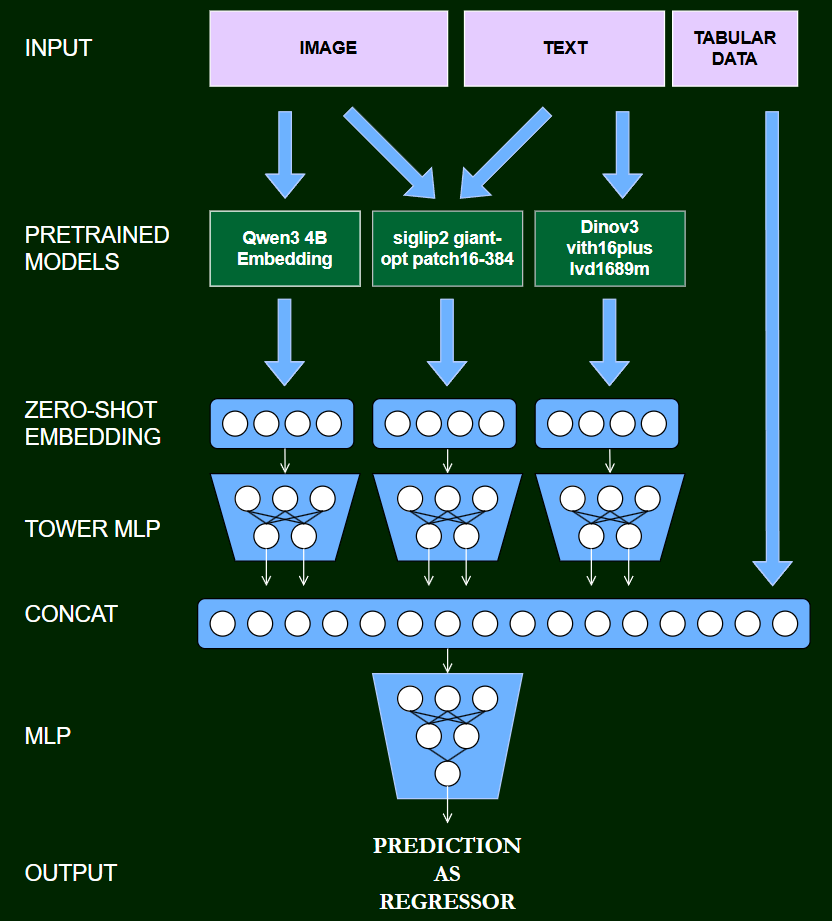 INPUT
IMAGE
TEXT
TABULAR
DATA
PRETRAINED
MODELS
Qwen3 4B
Embedding
siglip2 giant-
opt patch16-384
Dinov3
vith16plus
lvd1689m
ZERO-SHOT
EMBEDDING
TOWER MLP
CONCAT
MLP
OUTPUT
PREDICTION
AS
REGRESSOR